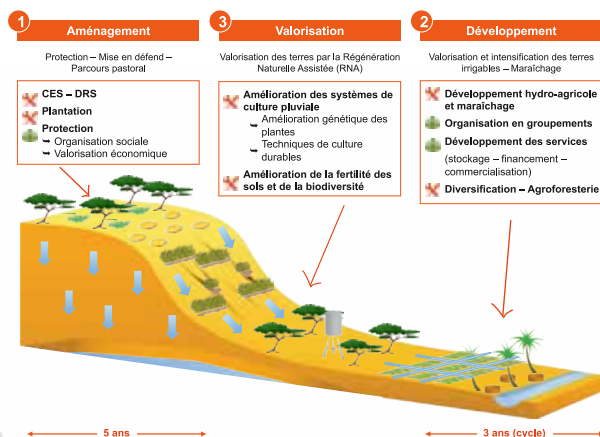 1
Aménagement
Protection – Mise en défend –
Parcours pastoral
CES – DRS
Plantation
Protection
Organisation sociale
Valorisation économique
3
Valorisation
Valorisation des terres par la Régénération
Naturelle Assistée (RNA)
Amélioration des systèmes de
culture pluviale
Amélioration génétique des
plantes
Techniques de culture
durables
Amélioration de la fertilité des
sols et de la biodiversité
2
Développement
Valorisation et intensification des terres
irrigables – Maraîchage
Développement hydro-agricole
et maraîchage
Organisation en groupements
Développement des services
(stockage – financement –
commercialisation)
Diversification – Agroforesterie
5 ans
3 ans (cycle)